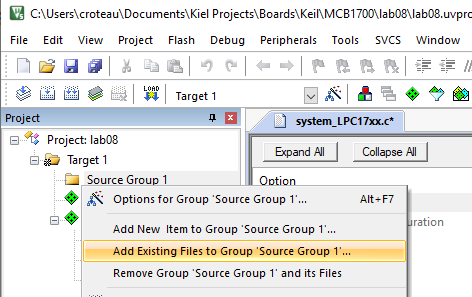 C:\Users\croteau\Documents\Kiel Projects\Boards\Keil\MCB1700\lab08\lab08.uvpro
File Edit View Project Flash Debug Peripherals Tools SVCS Window
LOAD Target 1
Project
system_LPC17xx.c*
Project: lab08
Expand All Collapse All
Target 1
Source Group 1
Option
Options for Group 'Source Group 1'... Alt+F7
Add New Item to Group 'Source Group 1'...
Add Existing Files to Group 'Source Group 1'...
Remove Group 'Source Group 1' and its Files